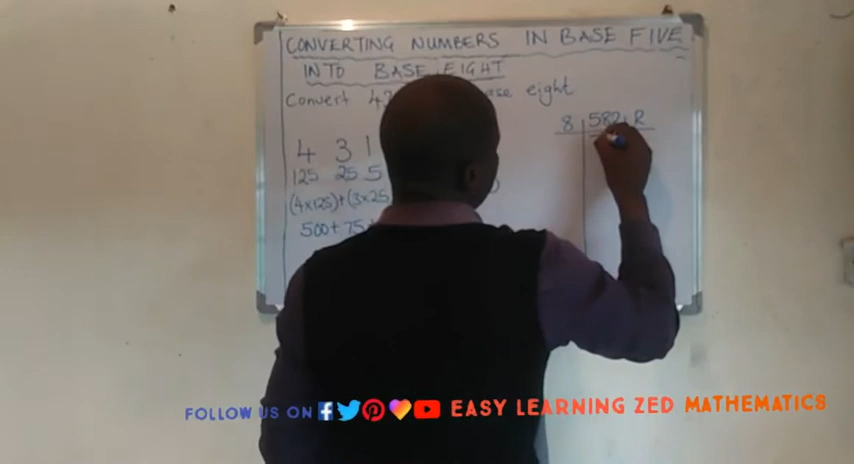 CONVERTING NUMBERS IN BASE FIVE
INTO BASE EIGHT
Convert 43 ase eight
4 3 1
125 25 5
(4x125)+(3x25
500+75+
8 582 R
FOLLOW US ON EASY LEARNING ZED MATHEMATICS